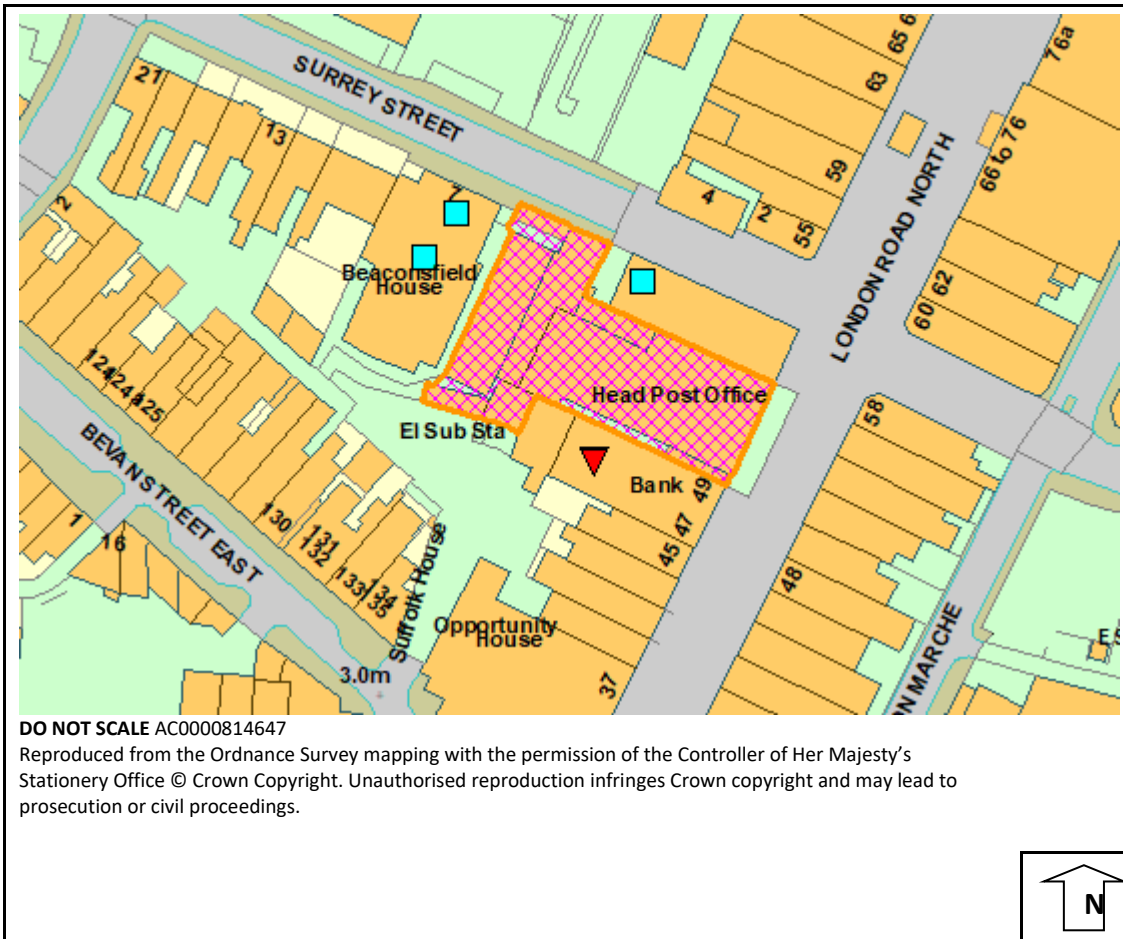 SURREY STREET
21
13
7
2
4
2
55
59
63
65
76a
66 to 76
62
60
LONDON ROAD NORTH
Beaconsfield
House
Head Post Office
El Sub Sta
Bank
49
47
45
37
58
48
124
124a
125
BEVAN STREET EAST
130
131
132
133
134
135
1
16
Suffolk House
Opportunity
House
3.0m
ON MARCHE
DO NOT SCALE AC0000814647
Reproduced from the Ordnance Survey mapping with the permission of the Controller of Her Majesty’s
Stationery Office © Crown Copyright. Unauthorised reproduction infringes Crown copyright and may lead to
prosecution or civil proceedings.
N